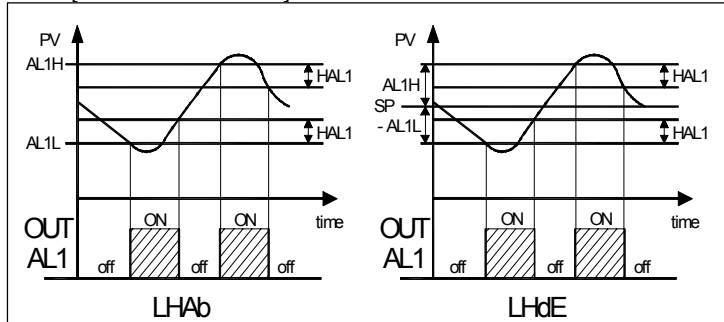 PV
AL1H
HAL1
HAL1
AL1L
time
ON
ON
OUT
AL1
off
off
off
LHAb
PV
AL1H
HAL1
SP
- AL1L
HAL1
time
ON
ON
OUT
AL1
off
off
off
LHdE